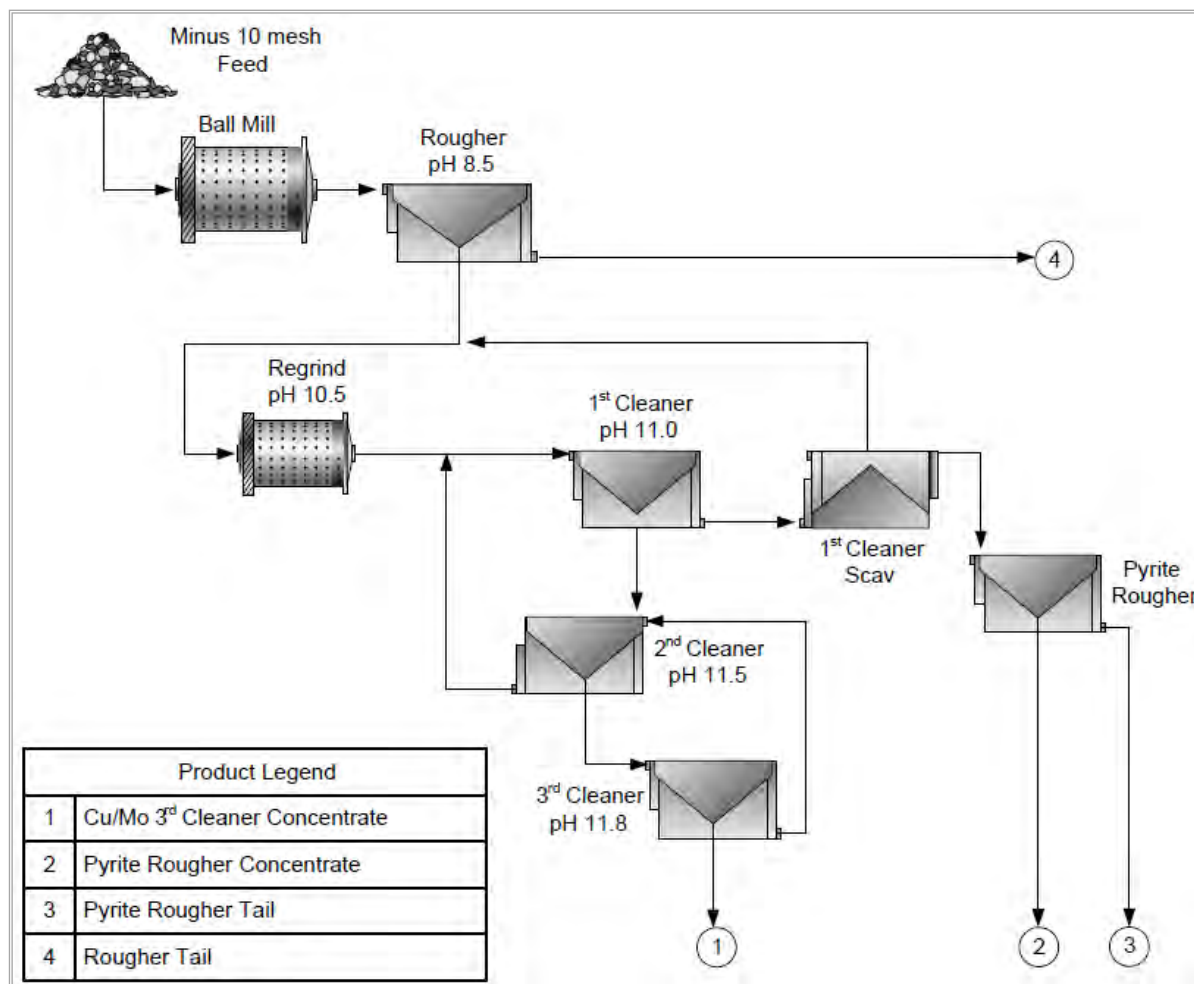 Minus 10 mesh
Feed
Ball Mill
Rougher
pH 8.5
4
Regrind
pH 10.5
1st Cleaner
pH 11.0
1st Cleaner
Scav
Pyrite
Rougher
2nd Cleaner
pH 11.5
3rd Cleaner
pH 11.8
Product Legend
1 Cu/Mo 3rd Cleaner Concentrate
2 Pyrite Rougher Concentrate
3 Pyrite Rougher Tail
4 Rougher Tail
1
2
3